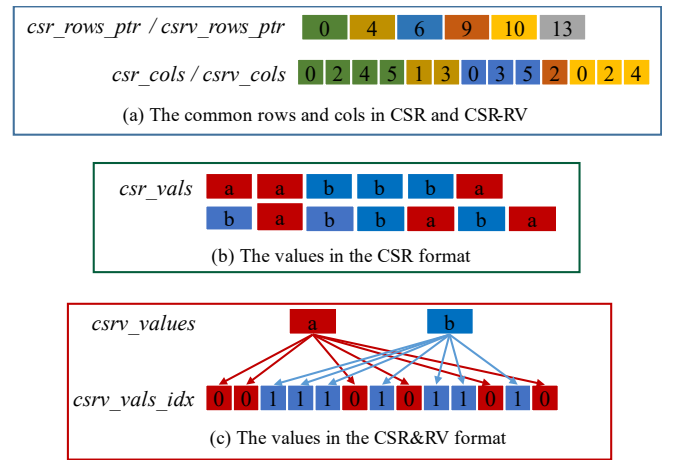 csr_rows_ptr / csrv_rows_ptr 0 4 6 9 10 13
csr_cols / csrv_cols 0 2 4 5 1 3 0 3 5 2 0 2 4
(a) The common rows and cols in CSR and CSR-RV
csr_vals a a b b b a
b a b b a b a
(b) The values in the CSR format
csrv_values a b
csrv_vals_idx 0 0 1 1 1 0 1 0 1 1 0 1 0
(c) The values in the CSR&RV format